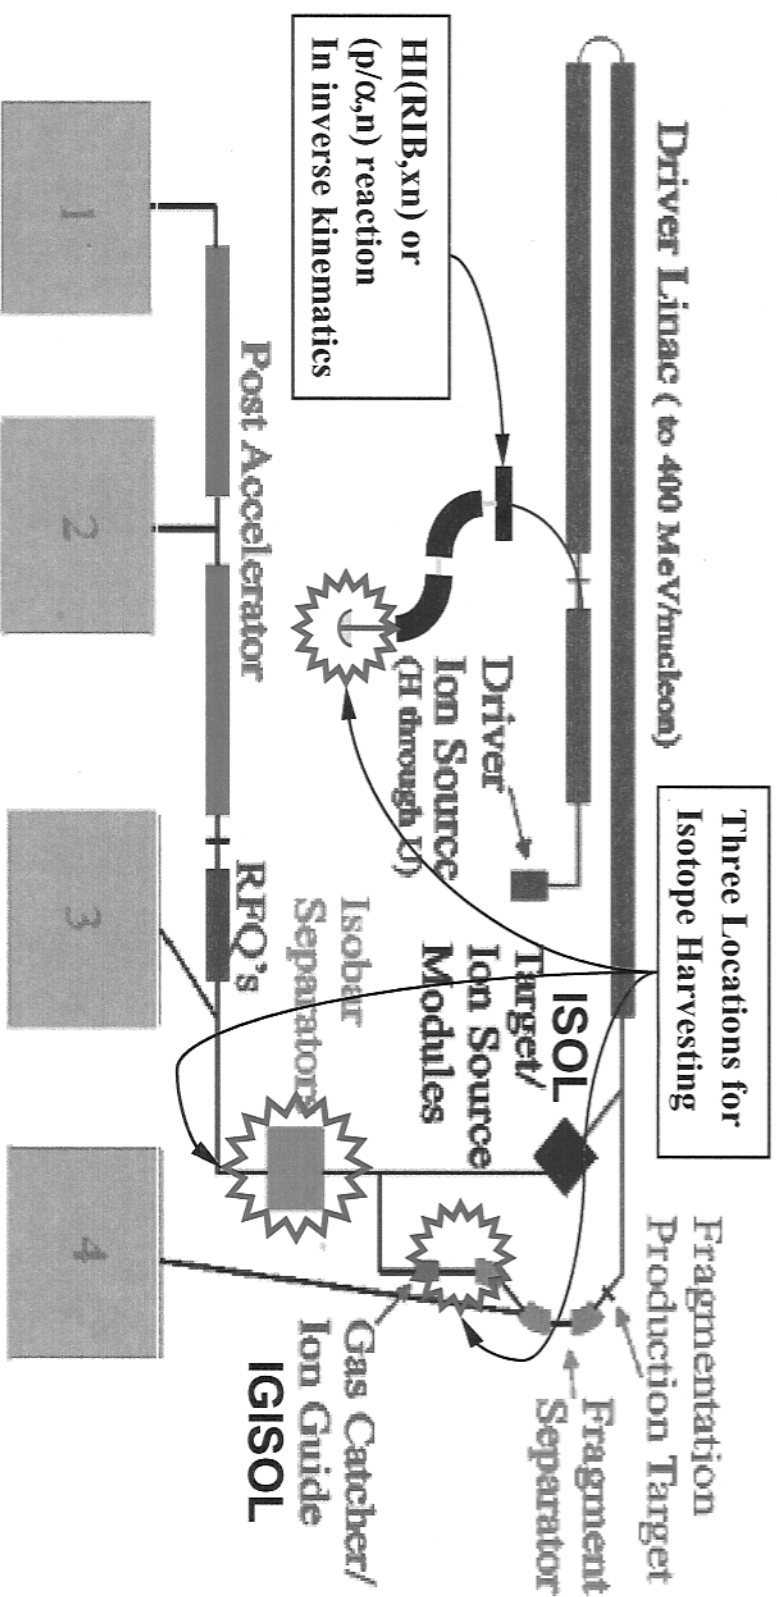 Driver Linac ( to 400 MeV/nucleon)
Three Locations for
Isotope Harvesting
Fragmentation
Production Target
Fragment
Separator
HI(RIB,xn) or
(p/α,n) reaction
In inverse kinematics
Driver
Ion Source
(H through U)
ISOL
Target/
Ion Source
Modules
Isobar
Separators
Gas Catcher/
Ion Guide
IGISOL
Post Accelerator
RFQ's
1
2
3
4